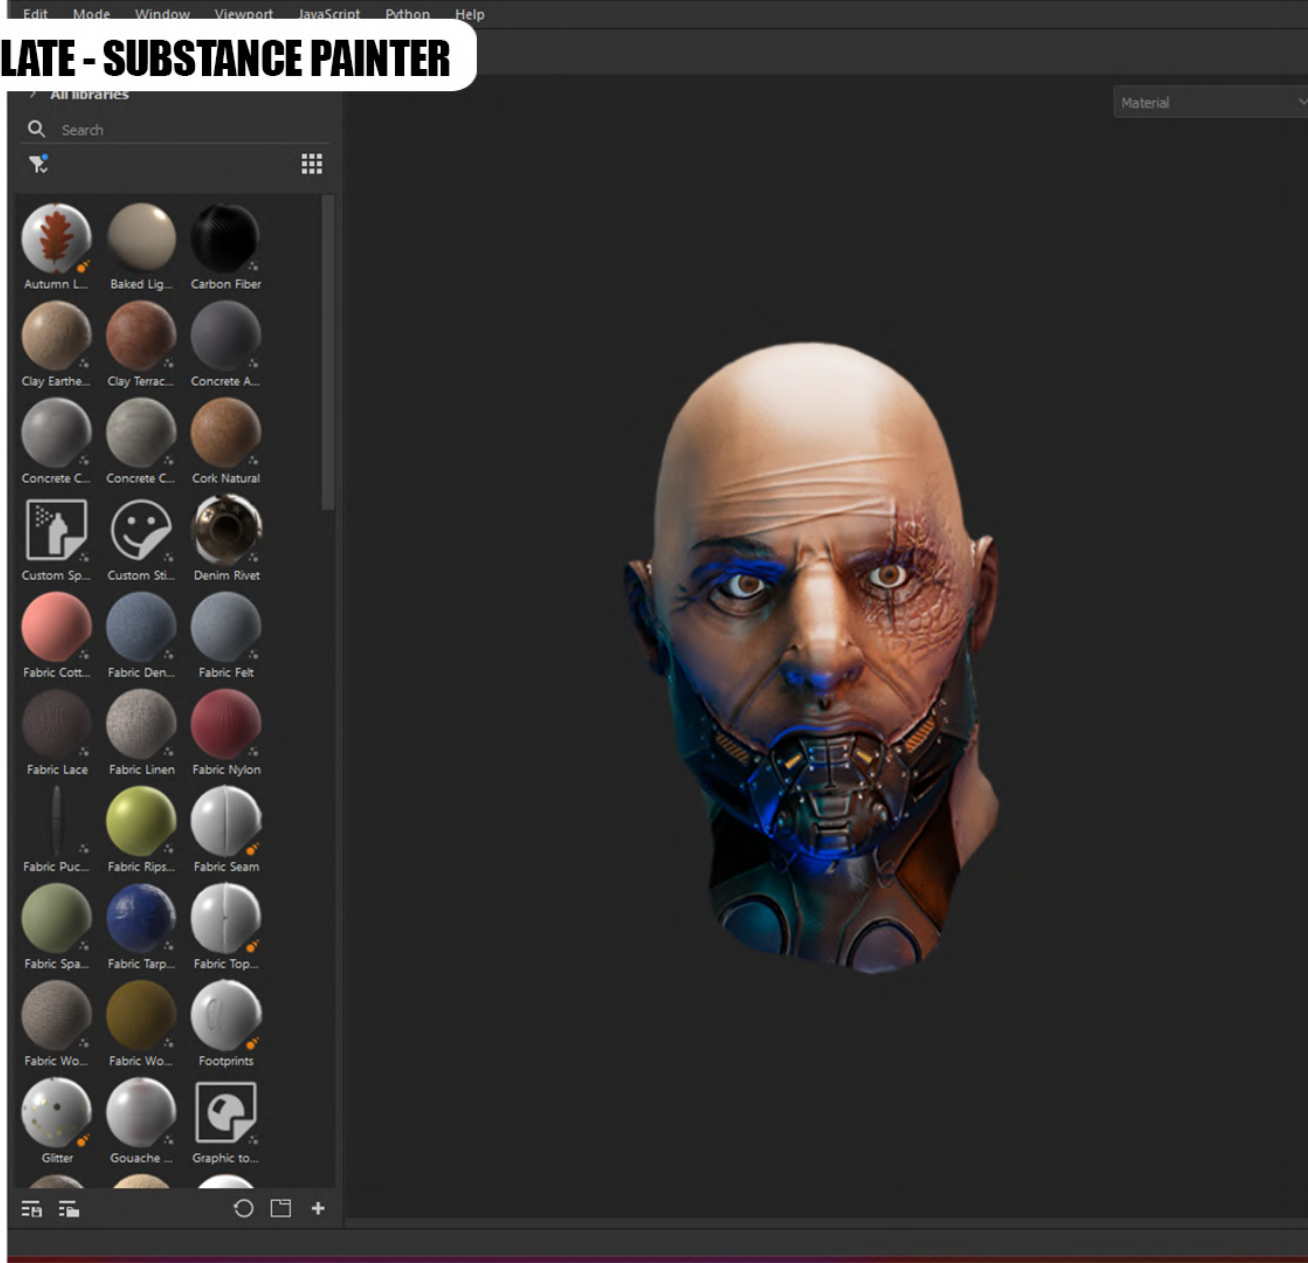 Edit Mode Window Viewport JavaScript Python Help
LATE - SUBSTANCE PAINTER
All libraries
Material
Search
Autumn L... Baked Lig... Carbon Fiber
Clay Earthe... Clay Terrac... Concrete A...
Concrete C... Concrete C... Cork Natural
Custom Sp... Custom Sti... Denim Rivet
Fabric Cott... Fabric Den... Fabric Felt
Fabric Lace Fabric Linen Fabric Nylon
Fabric Puc... Fabric Rips... Fabric Seam
Fabric Spa... Fabric Tarp... Fabric Top...
Fabric Wo... Fabric Wo... Footprints
Glitter Gouache ... Graphic to...